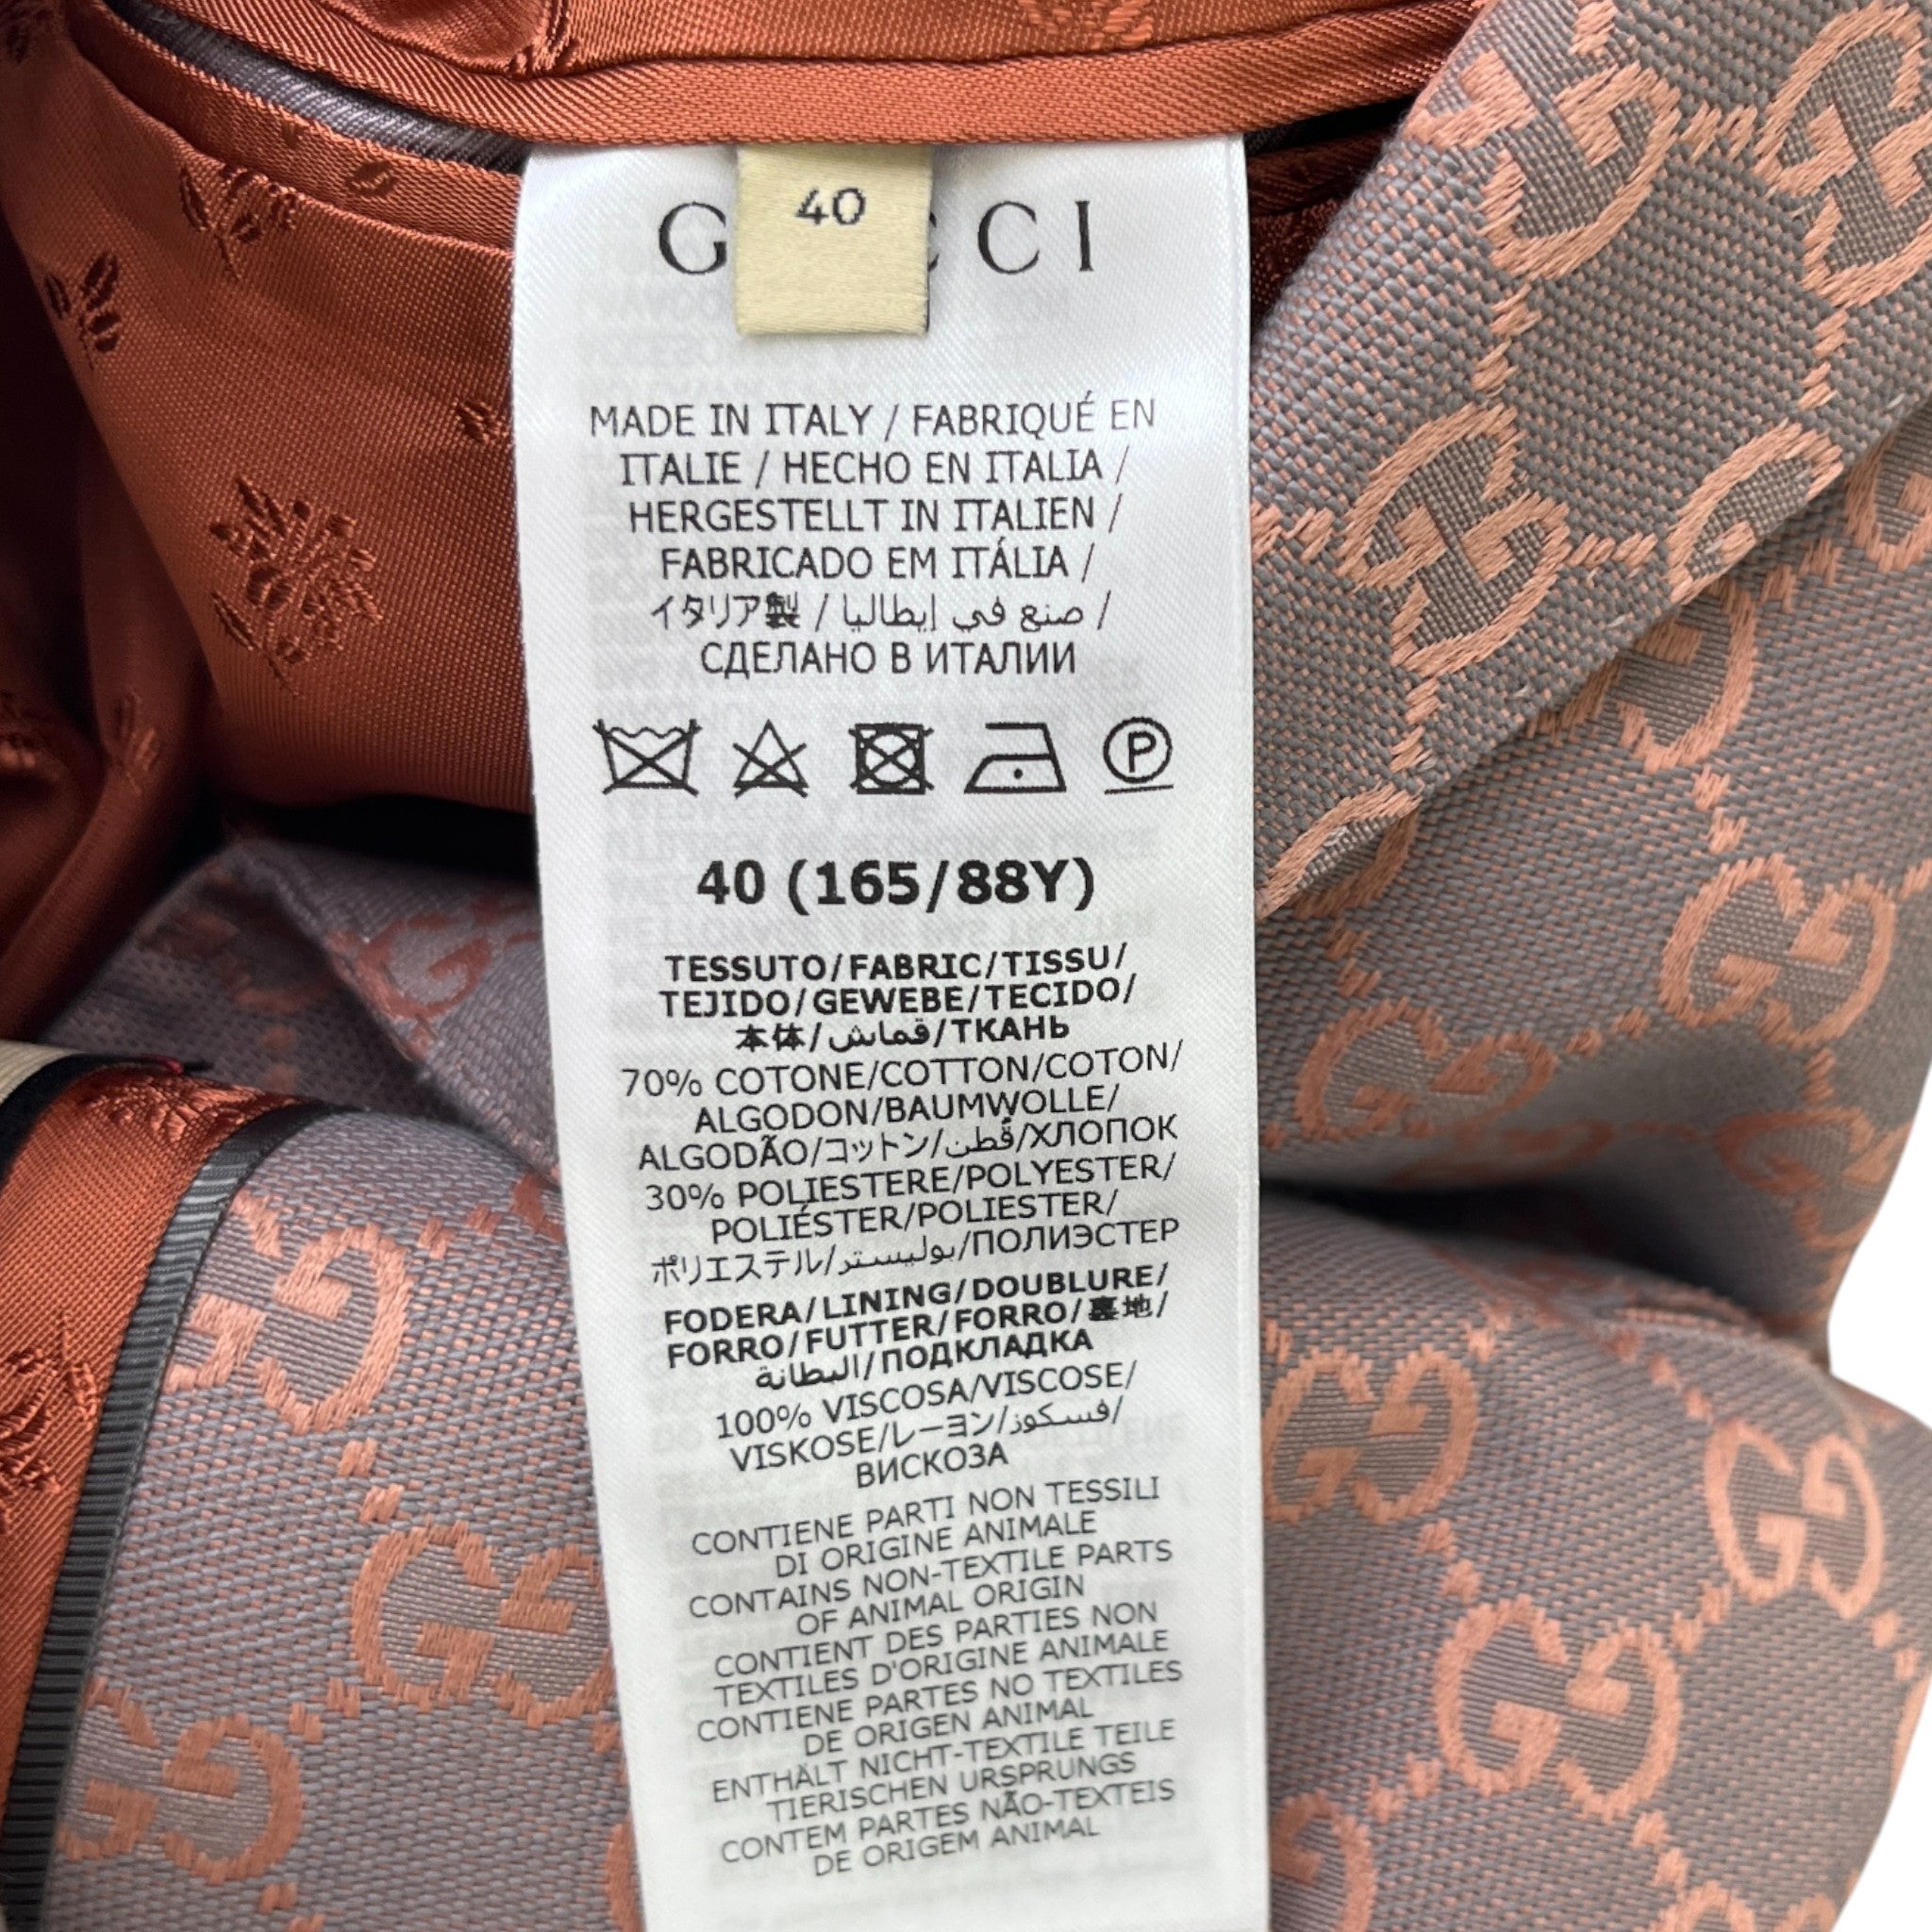 40
G CCI
MADE IN ITALY / FABRIQUÉ EN
ITALIE / HECHO EN ITALIA /
HERGESTELLT IN ITALIEN /
FABRICADO EM ITÁLIA /
イタリア製 / صنع في إيطاليا /
СДЕЛАНО В ИТАЛИИ
P
40 (165/88Y)
TESSUTO/FABRIC/TISSU/
TEJIDO/GEWEBE/TECIDO/
本体/قماش/ТКАНЬ
70% COTONE/COTTON/COTON/
ALGODON/BAUMWOLLE/
ALGODÃO/コットン/قُطن/ХЛОПОК
30% POLIESTERE/POLYESTER/
POLIÉSTER/POLIESTER/
ポリエステル/بوليستر/ПОЛИЭСТЕР
FODERA/LINING/DOUBLURE/
FORRO/FUTTER/FORRO/裏地/
البطانة/ПОДКЛАДКА
100% VISCOSA/VISCOSE/
VISKOSE/レーヨン/فسكوز/
ВИСКОЗА
CONTIENE PARTI NON TESSILI
DI ORIGINE ANIMALE
CONTAINS NON-TEXTILE PARTS
OF ANIMAL ORIGIN
CONTIENT DES PARTIES NON
TEXTILES D'ORIGINE ANIMALE
CONTIENE PARTES NO TEXTILES
DE ORIGEN ANIMAL
ENTHÄLT NICHT-TEXTILE TEILE
TIERISCHEN URSPRUNGS
CONTEM PARTES NÃO-TEXTEIS
DE ORIGEM ANIMAL